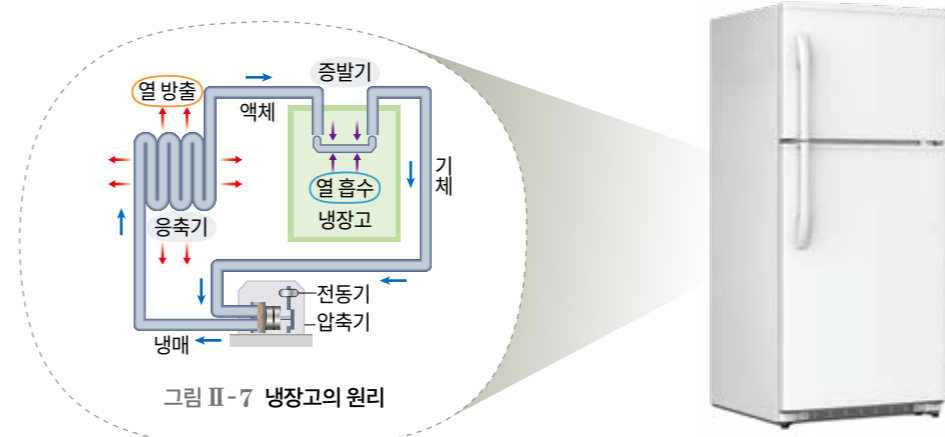 열 방출
증발기
액체
기체
열 흡수
냉장고
응축기
전동기
압축기
냉매
그림 Ⅱ-7 냉장고의 원리